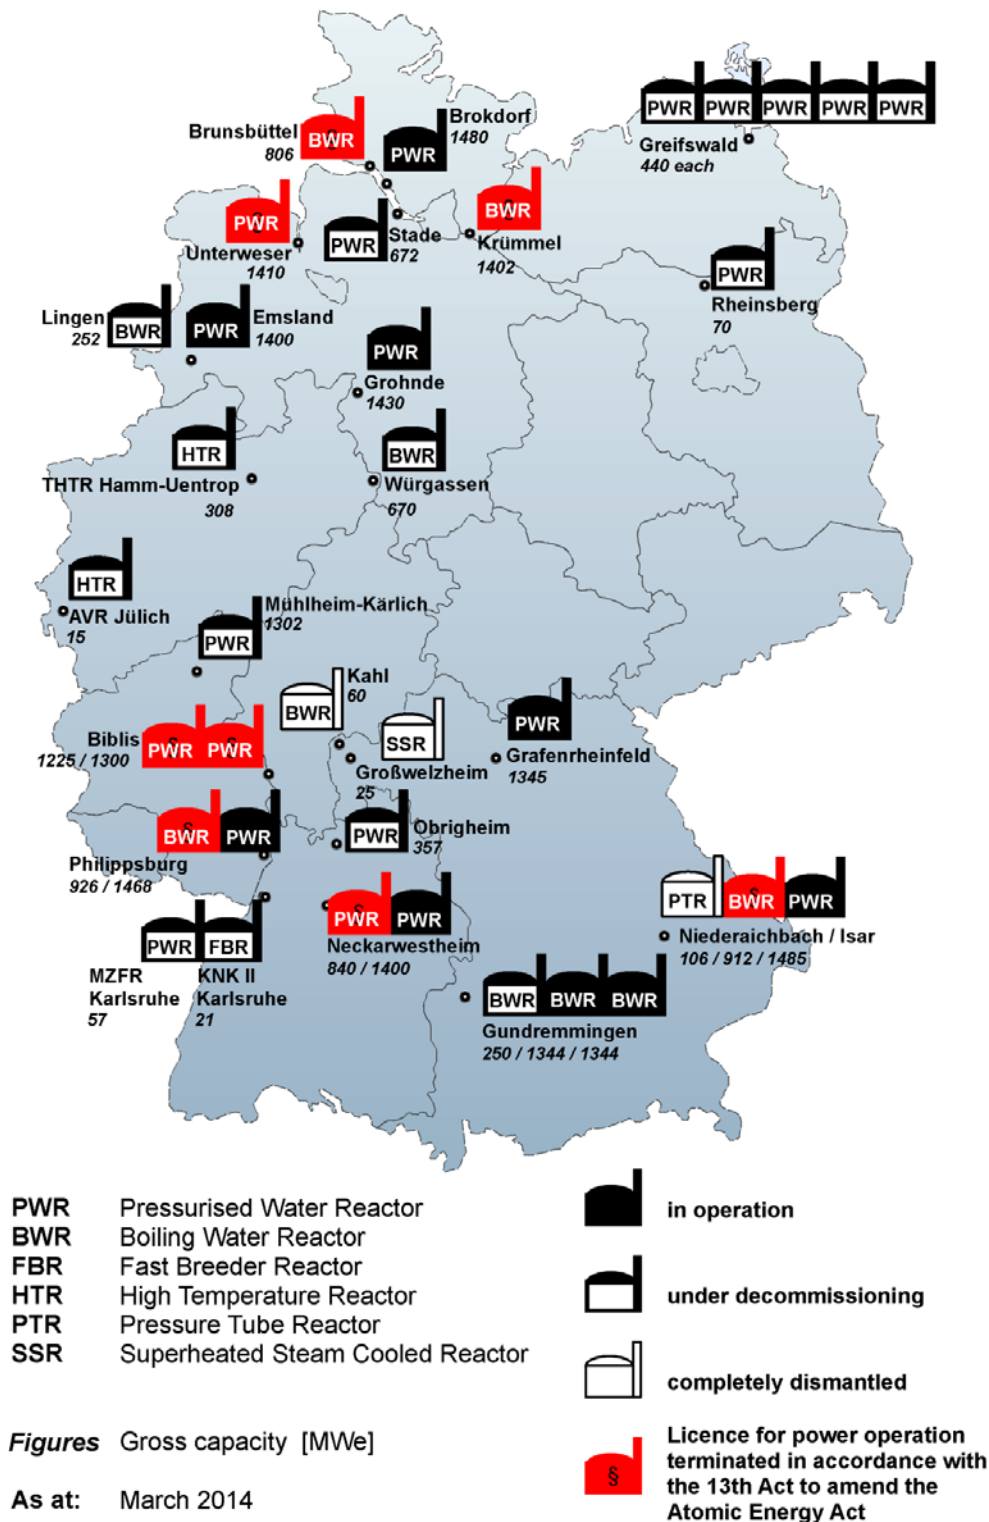 PWR PWR PWR PWR PWR
Greifswald
440 each
Brunsbüttel
806
BWR
§
Brokdorf
1480
PWR
PWR
§
Unterweser
1410
PWR
Stade
672
BWR
§
Krümmel
1402
PWR
Rheinsberg
70
Lingen
252
BWR
PWR
Emsland
1400
PWR
Grohnde
1430
HTR
THTR Hamm-Uentrop
308
BWR
Würgassen
670
HTR
AVR Jülich
15
Mühlheim-Kärlich
1302
PWR
Kahl
60
BWR
SSR
Großwelzheim
25
PWR
Grafenrheinfeld
1345
Biblis
1225 / 1300
PWR PWR
§ §
BWR PWR
§
Philippsburg
926 / 1468
PWR
Obrigheim
357
PWR PWR
§
Neckarwestheim
840 / 1400
PTR BWR PWR
§
Niederaichbach / Isar
106 / 912 / 1485
PWR FBR
MZFR
Karlsruhe
57
KNK II
Karlsruhe
21
BWR BWR BWR
Gundremmingen
250 / 1344 / 1344
PWR Pressurised Water Reactor
BWR Boiling Water Reactor
FBR Fast Breeder Reactor
HTR High Temperature Reactor
PTR Pressure Tube Reactor
SSR Superheated Steam Cooled Reactor
Figures Gross capacity [MWe]
As at: March 2014
in operation
under decommissioning
completely dismantled
§
Licence for power operation
terminated in accordance with
the 13th Act to amend the
Atomic Energy Act